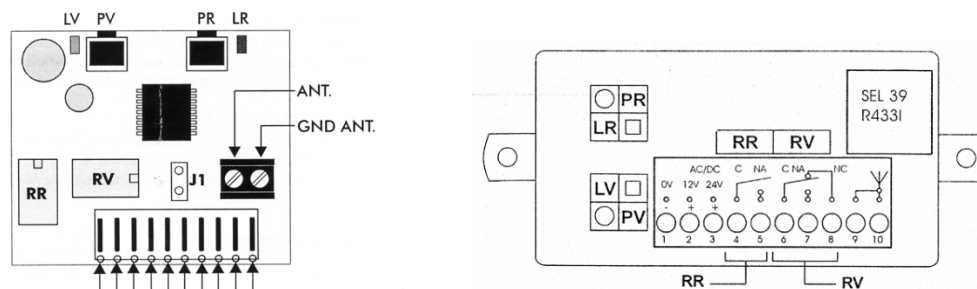 LV PV PR LR
ANT.
GND ANT.
RR RV J1
PR
LR
SEL 39
R433I
RR RV
LV
PV
AC/DC C NA C NA NC
0V 12V 24V
- + +
1 2 3 4 5 6 7 8 9 10
RR RV